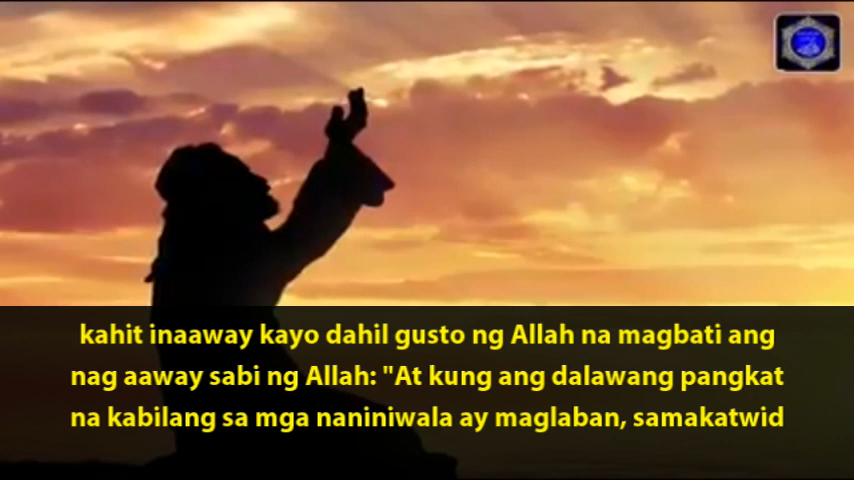 kahit inaaway kayo dahil gusto ng Allah na magbati ang
nag aaway sabi ng Allah: "At kung ang dalawang pangkat
na kabilang sa mga naniniwala ay maglaban, samakatwid